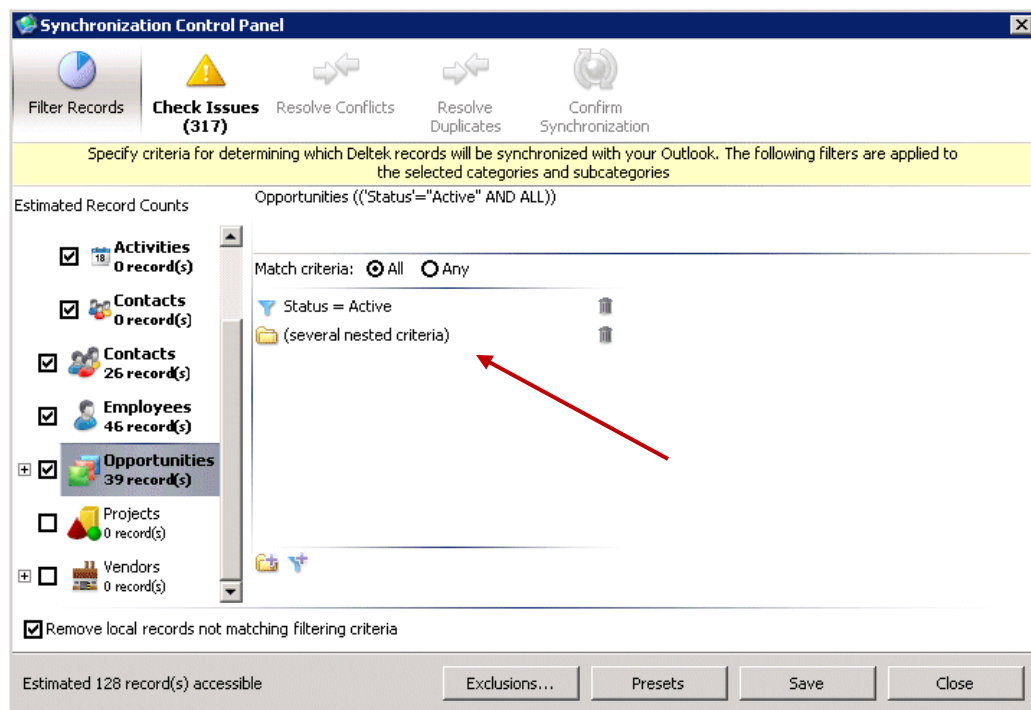 Synchronization Control Panel
Filter Records
Check Issues
(317)
Resolve Conflicts
Resolve
Duplicates
Confirm
Synchronization
Specify criteria for determining which Deltek records will be synchronized with your Outlook. The following filters are applied to
the selected categories and subcategories
Estimated Record Counts
Opportunities (('Status'="Active" AND ALL))
Activities
0 record(s)
Contacts
0 record(s)
Contacts
26 record(s)
Employees
46 record(s)
Opportunities
39 record(s)
Projects
0 record(s)
Vendors
0 record(s)
Match criteria: All Any
Status = Active
(several nested criteria)
Remove local records not matching filtering criteria
Estimated 128 record(s) accessible
Exclusions...
Presets
Save
Close